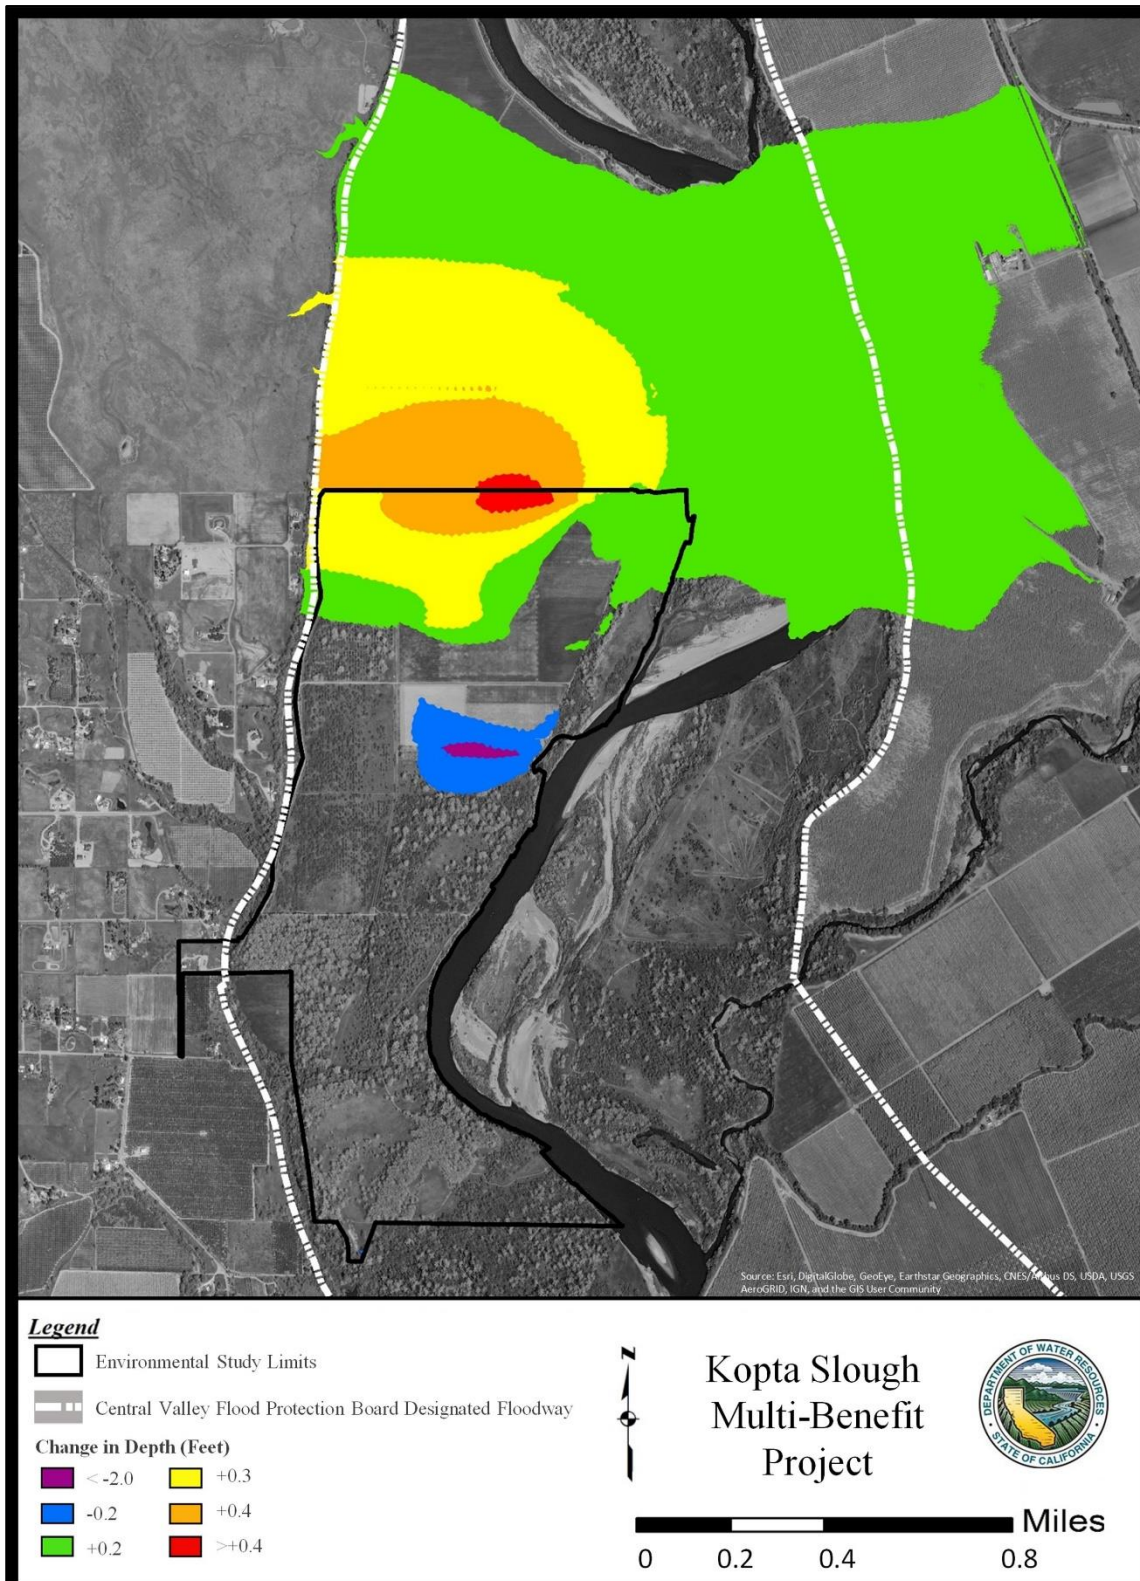 Source: Esri, DigitalGlobe, GeoEye, Earthstar Geographics, CNES/Airbus DS, USDA, USGS
AeroGRID, IGN, and the GIS User Community
Legend
Environmental Study Limits
Central Valley Flood Protection Board Designated Floodway
Change in Depth (Feet)
< -2.0
+0.3
-0.2
+0.4
+0.2
>+0.4
N
Kopta Slough
Multi-Benefit
Project
DEPARTMENT OF WATER RESOURCES
STATE OF CALIFORNIA
Miles
0 0.2 0.4 0.8